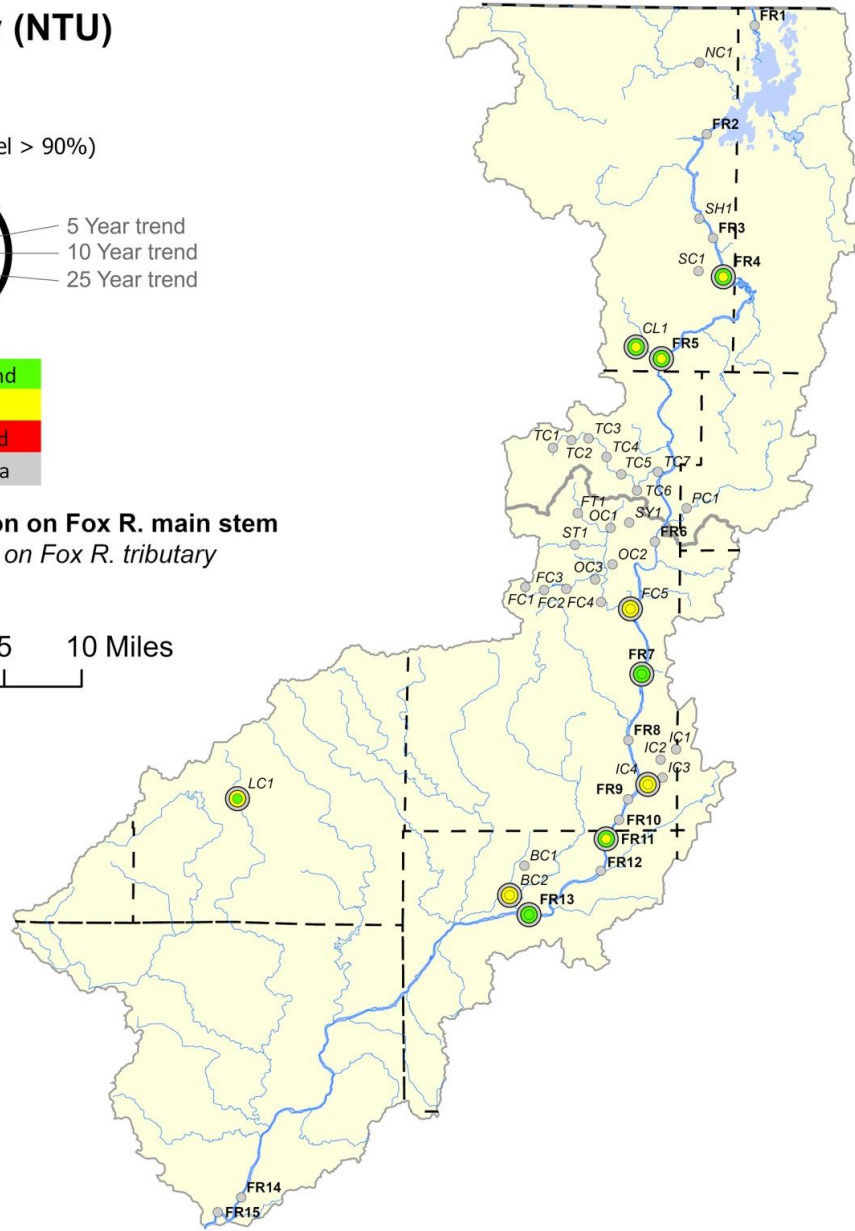 (NTU)
> 90%)
5 Year trend
10 Year trend
25 Year trend
on Fox R. main stem
on Fox R. tributary
5 10 Miles
FR1
NC1
FR2
SH1
FR3
SC1
FR4
CL1
FR5
TC1
TC3
TC2
TC4
TC5
TC7
TC6
FT1
OC1
SY1
PC1
ST1
FR6
OC2
OC3
FC3
FC1
FC2
FC4
FC5
FR7
FR8
IC1
IC2
IC4
IC3
FR9
LC1
FR10
FR11
BC1
FR12
BC2
FR13
FR14
FR15